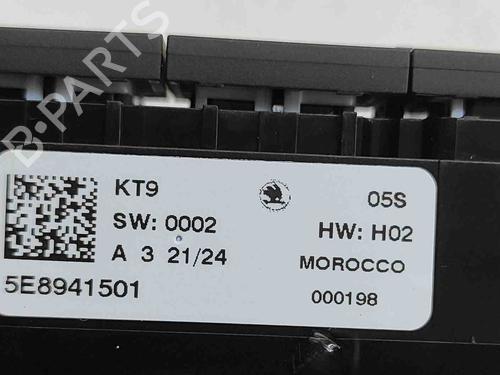 B-PARTS
KT9 05S
SW: 0002 HW: H02
A 3 21/24 MOROCCO
5E8941501 000198